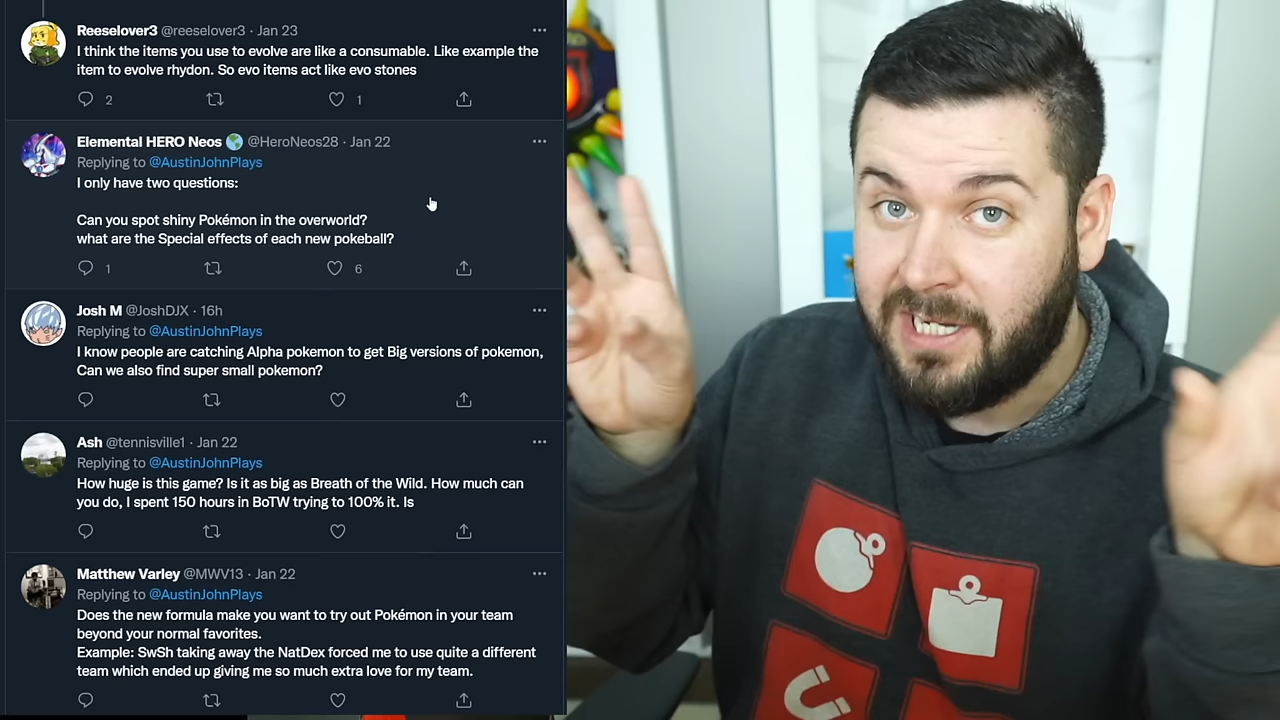 Reeselover3 @reeselover3 · Jan 23
I think the items you use to evolve are like a consumable. Like example the
item to evolve rhydon. So evo items act like evo stones
2 1
Elemental HERO Neos 🌎 @HeroNeos28 · Jan 22
Replying to @AustinJohnPlays
I only have two questions:
Can you spot shiny Pokémon in the overworld?
what are the Special effects of each new pokeball?
1 6
Josh M @JoshDJX · 16h
Replying to @AustinJohnPlays
I know people are catching Alpha pokemon to get Big versions of pokemon,
Can we also find super small pokemon?
Ash @tennisville1 · Jan 22
Replying to @AustinJohnPlays
How huge is this game? Is it as big as Breath of the Wild. How much can
you do, I spent 150 hours in BoTW trying to 100% it. Is
Matthew Varley @MWV13 · Jan 22
Replying to @AustinJohnPlays
Does the new formula make you want to try out Pokémon in your team
beyond your normal favorites.
Example: SwSh taking away the NatDex forced me to use quite a different
team which ended up giving me so much extra love for my team.